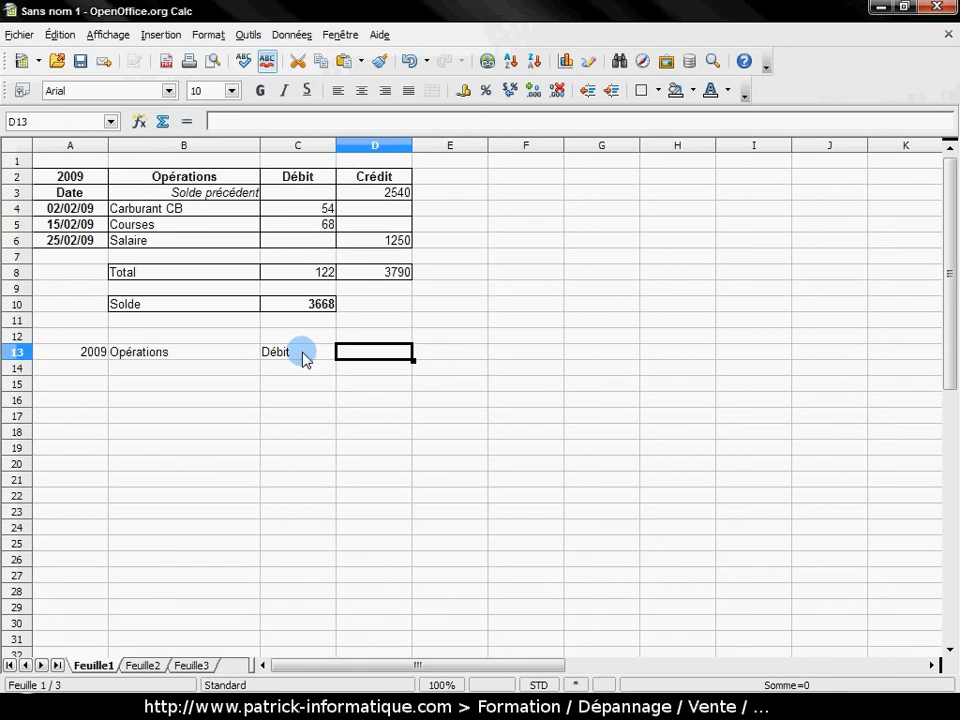 Sans nom 1 - OpenOffice.org Calc
Fichier Édition Affichage Insertion Format Outils Données Fenêtre Aide
Arial 10
D13
A B C D E F G H I J K
1
2 2009 Opérations Débit Crédit
3 Date Solde précédent 2540
4 02/02/09 Carburant CB 54
5 15/02/09 Courses 68
6 25/02/09 Salaire 1250
7
8 Total 122 3790
9
10 Solde 3668
11
12
13 2009 Opérations Débit
14
15
16
17
18
19
20
21
22
23
24
25
26
27
28
29
30
31
32
Feuille1 Feuille2 Feuille3
Feuille 1 / 3 Standard 100% STD * Somme=0
http://www.patrick-informatique.com > Formation / Dépannage / Vente / ...